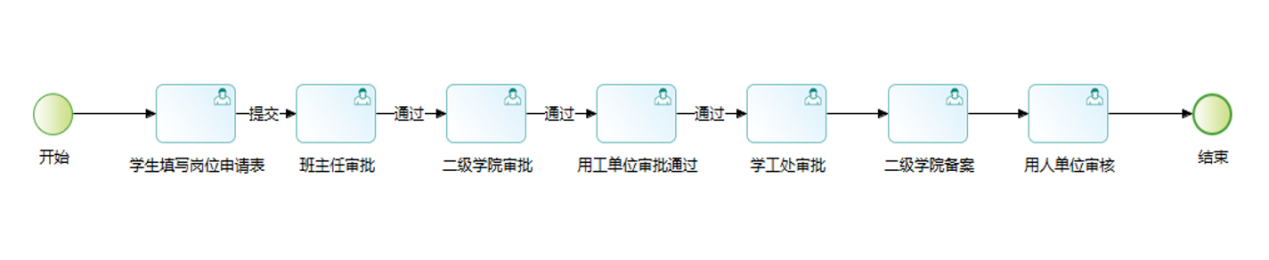 提交
通过
通过
通过
开始
学生填写岗位申请表
班主任审批
二级学院审批
用工单位审批通过
学工处审批
二级学院备案
用人单位审核
结束